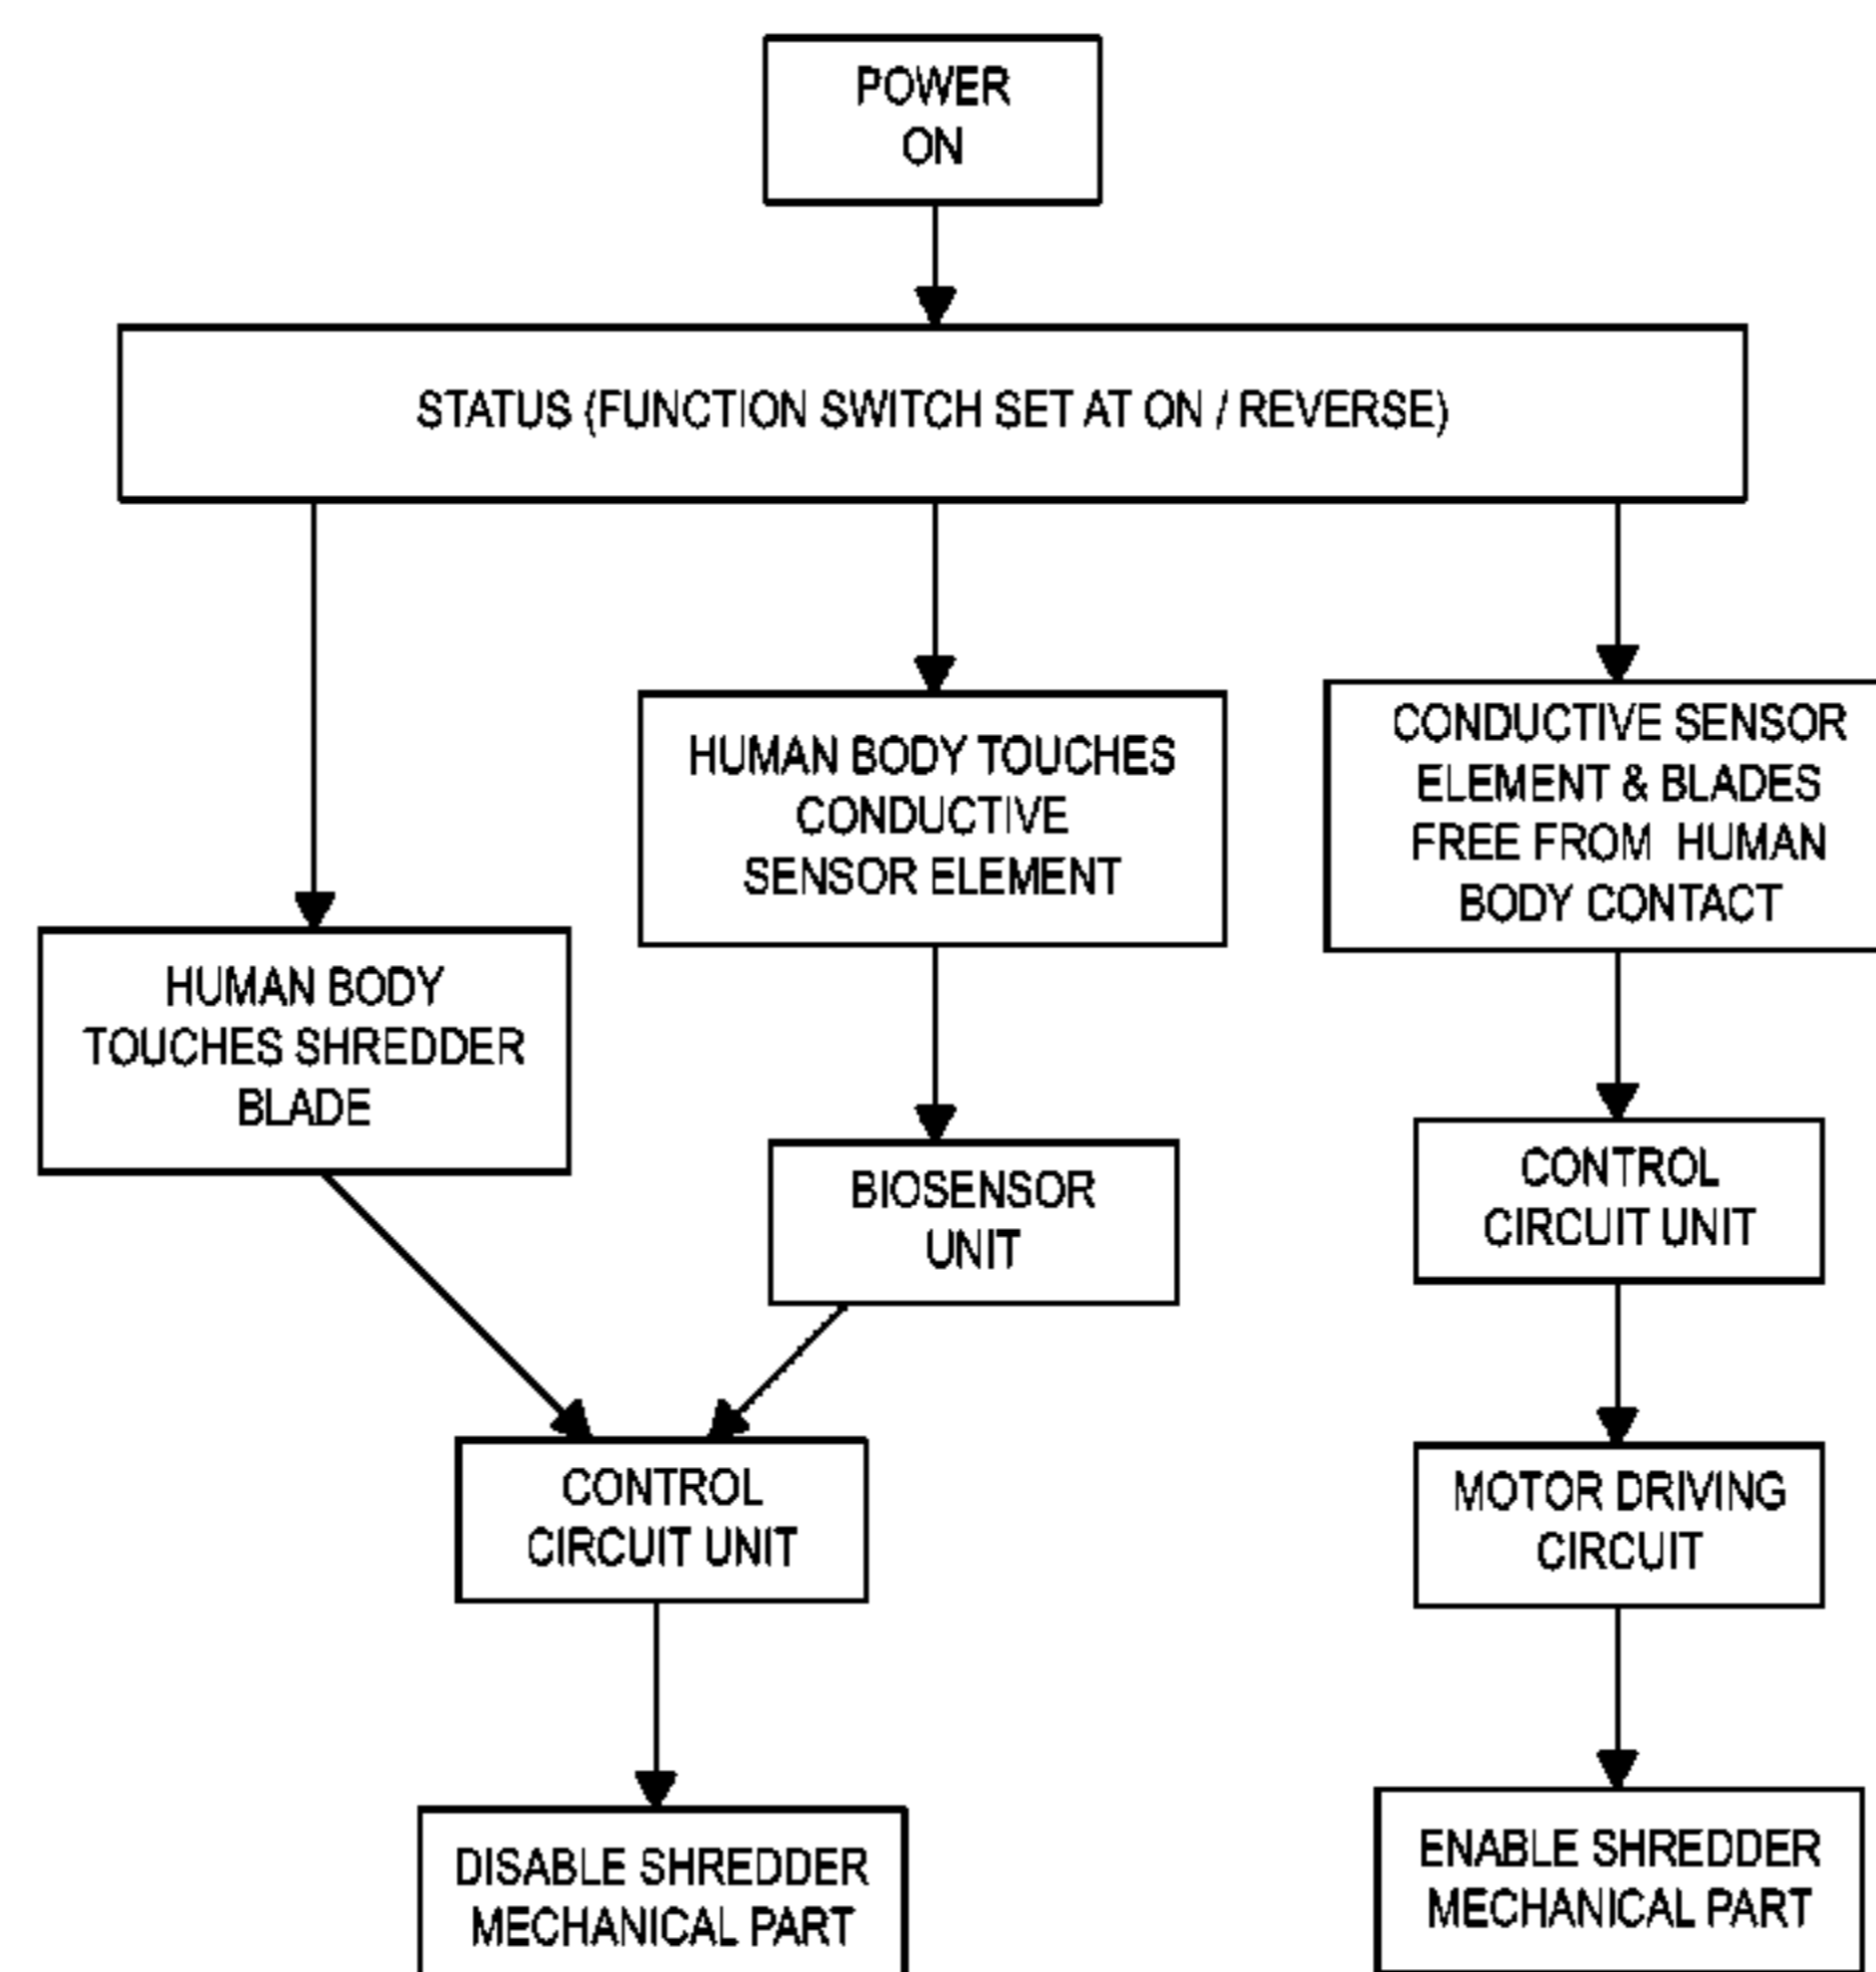 POWER
ON
STATUS (FUNCTION SWITCH SET AT ON / REVERSE)
HUMAN BODY
TOUCHES SHREDDER
BLADE
HUMAN BODY TOUCHES
CONDUCTIVE
SENSOR ELEMENT
BIOSENSOR
UNIT
CONTROL
CIRCUIT UNIT
DISABLE SHREDDER
MECHANICAL PART
CONDUCTIVE SENSOR
ELEMENT & BLADES
FREE FROM HUMAN
BODY CONTACT
CONTROL
CIRCUIT UNIT
MOTOR DRIVING
CIRCUIT
ENABLE SHREDDER
MECHANICAL PART